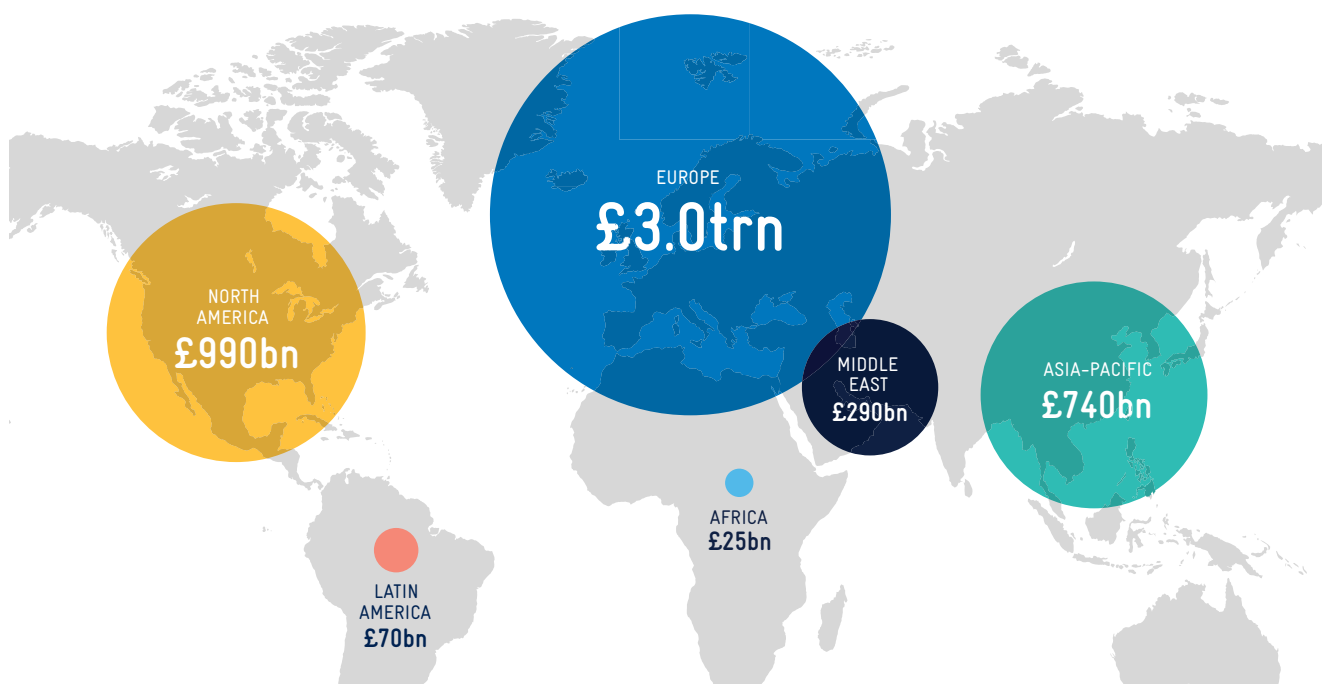 EUROPE
£3.0trn
NORTH
AMERICA
£990bn
MIDDLE
EAST
£290bn
ASIA-PACIFIC
£740bn
AFRICA
£25bn
LATIN
AMERICA
£70bn